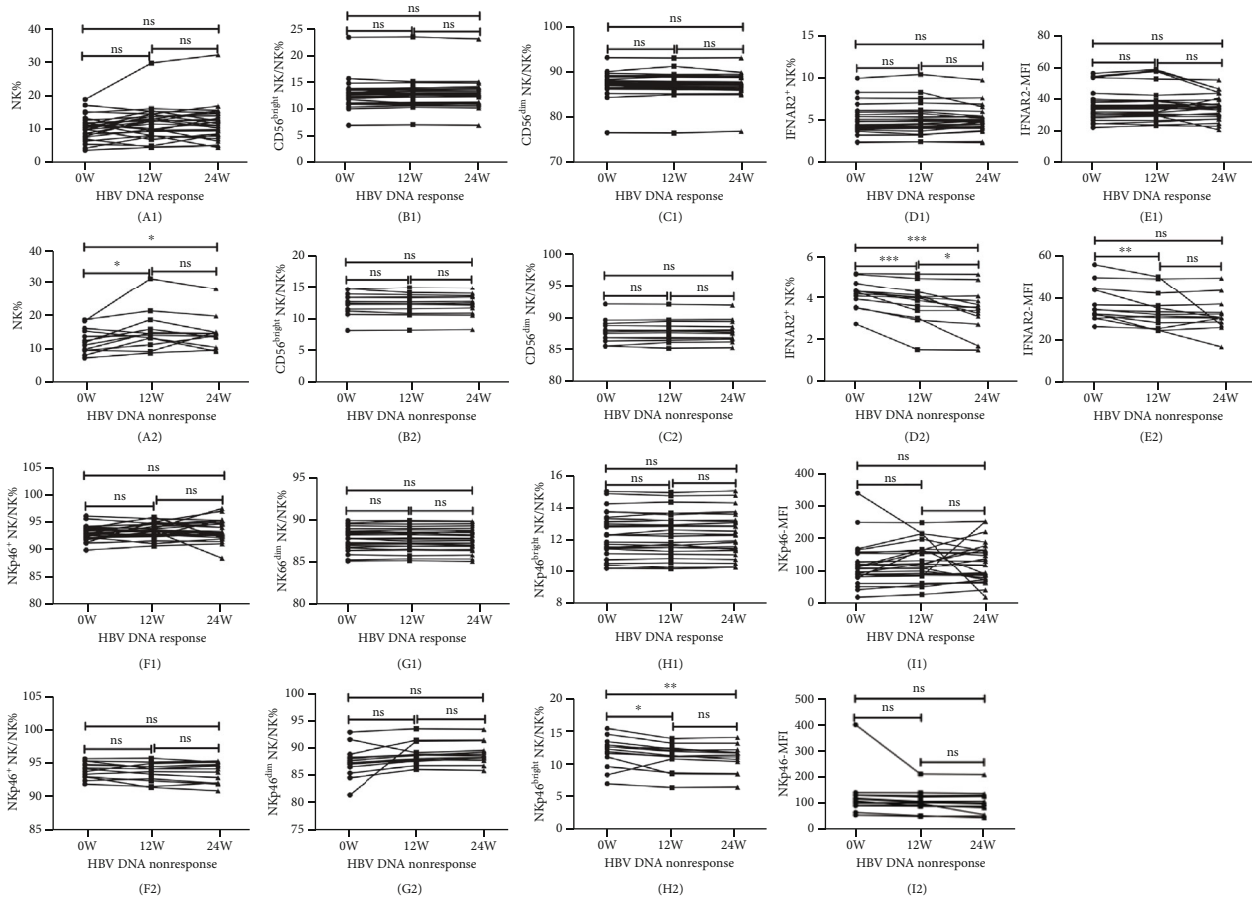 NK%
40
30
20
10
0
ns
ns
ns
0W 12W 24W
HBV DNA response
(A1)
CD56bright NK/NK%
25
20
15
10
5
0
ns
ns
ns
0W 12W 24W
HBV DNA response
(B1)
CD56dim NK/NK%
100
90
80
70
ns
ns
ns
0W 12W 24W
HBV DNA response
(C1)
IFNAR2+ NK%
15
10
5
0
ns
ns
ns
0W 12W 24W
HBV DNA response
(D1)
IFNAR2-MFI
80
60
40
20
0
ns
ns
ns
0W 12W 24W
HBV DNA response
(E1)
NK%
40
30
20
10
0
*
*
ns
0W 12W 24W
HBV DNA nonresponse
(A2)
CD56bright NK/NK%
20
15
10
5
0
ns
ns
ns
0W 12W 24W
HBV DNA nonresponse
(B2)
CD56dim NK/NK%
100
95
90
85
80
ns
ns
ns
0W 12W 24W
HBV DNA nonresponse
(C2)
IFNAR2+ NK%
6
4
2
0
***
***
*
0W 12W 24W
HBV DNA nonresponse
(D2)
IFNAR2-MFI
60
40
20
0
ns
**
ns
0W 12W 24W
HBV DNA nonresponse
(E2)
NKp46+ NK/NK%
105
100
95
90
85
80
ns
ns
ns
0W 12W 24W
HBV DNA response
(F1)
NK66dim NK/NK%
95
90
85
80
ns
ns
ns
0W 12W 24W
HBV DNA response
(G1)
NKp46bright NK/NK%
16
14
12
10
8
ns
ns
ns
0W 12W 24W
HBV DNA response
(H1)
NKp46-MFI
400
300
200
100
0
ns
ns
ns
0W 12W 24W
HBV DNA response
(I1)
NKp46+ NK/NK%
105
100
95
90
85
ns
ns
ns
0W 12W 24W
HBV DNA nonresponse
(F2)
NKp46dim NK/NK%
100
95
90
85
80
75
ns
ns
ns
0W 12W 24W
HBV DNA nonresponse
(G2)
NKp46bright NK/NK%
20
15
10
5
0
**
*
ns
0W 12W 24W
HBV DNA nonresponse
(H2)
NKp46-MFI
500
400
300
200
100
0
ns
ns
ns
0W 12W 24W
HBV DNA nonresponse
(I2)